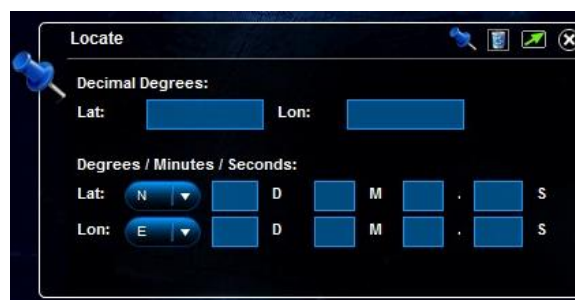 Locate
Decimal Degrees:
Lat: Lon:
Degrees / Minutes / Seconds:
Lat: N D M . S
Lon: E D M . S